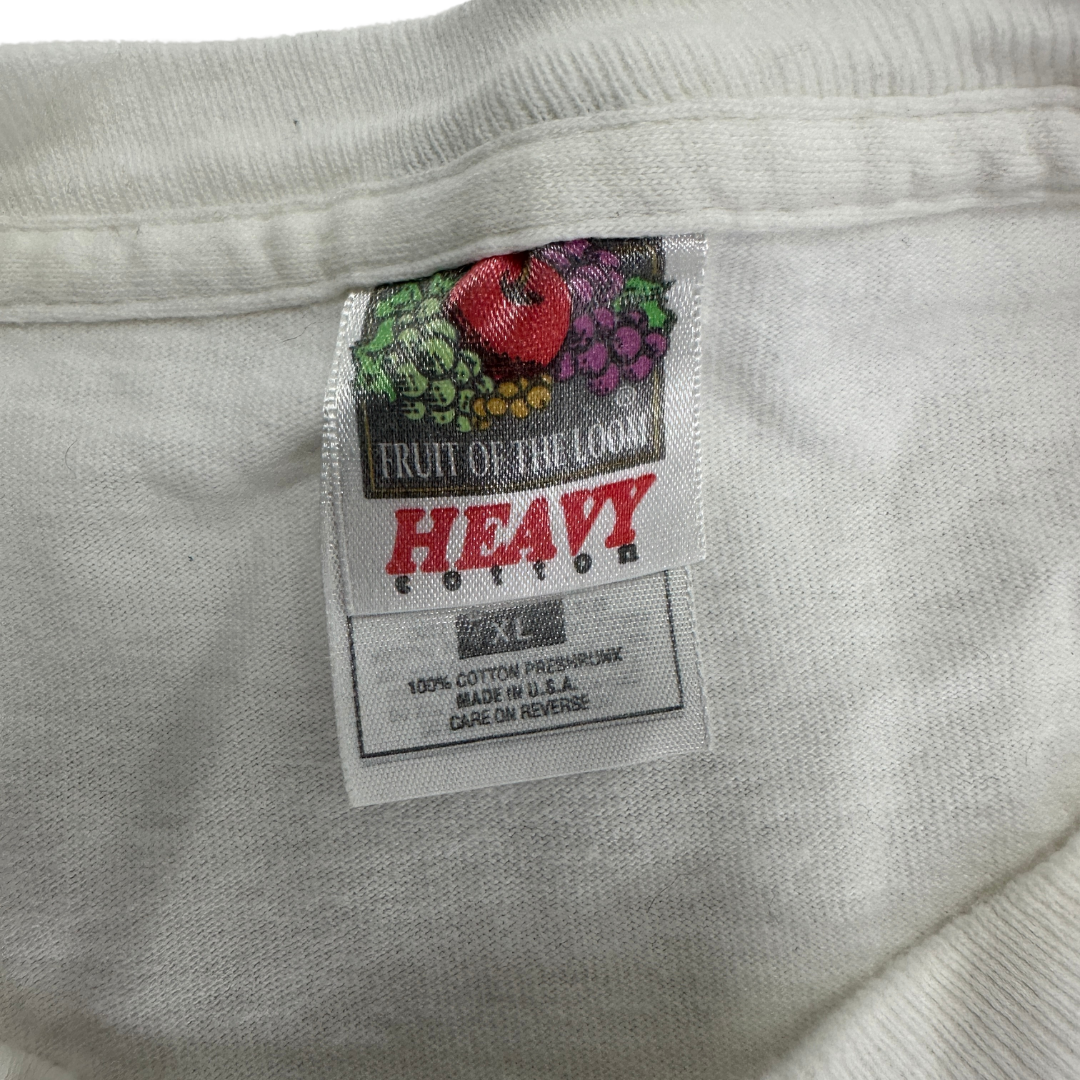 FRUIT OF THE LOOM
®
HEAVY
cotton
XL
100% COTTON PRESHRUNK
MADE IN U.S.A.
CARE ON REVERSE